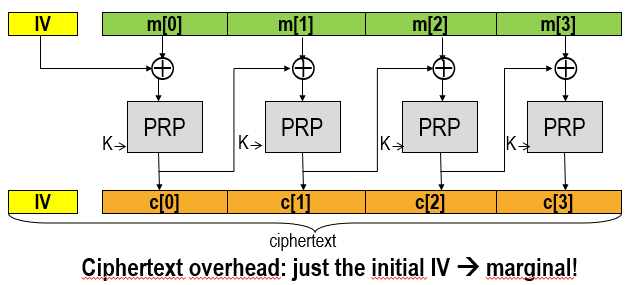 IV m[0] m[1] m[2] m[3]
PRP PRP PRP PRP
K→ K→ K→ K→
IV c[0] c[1] c[2] c[3]
ciphertext
Ciphertext overhead: just the initial IV → marginal!